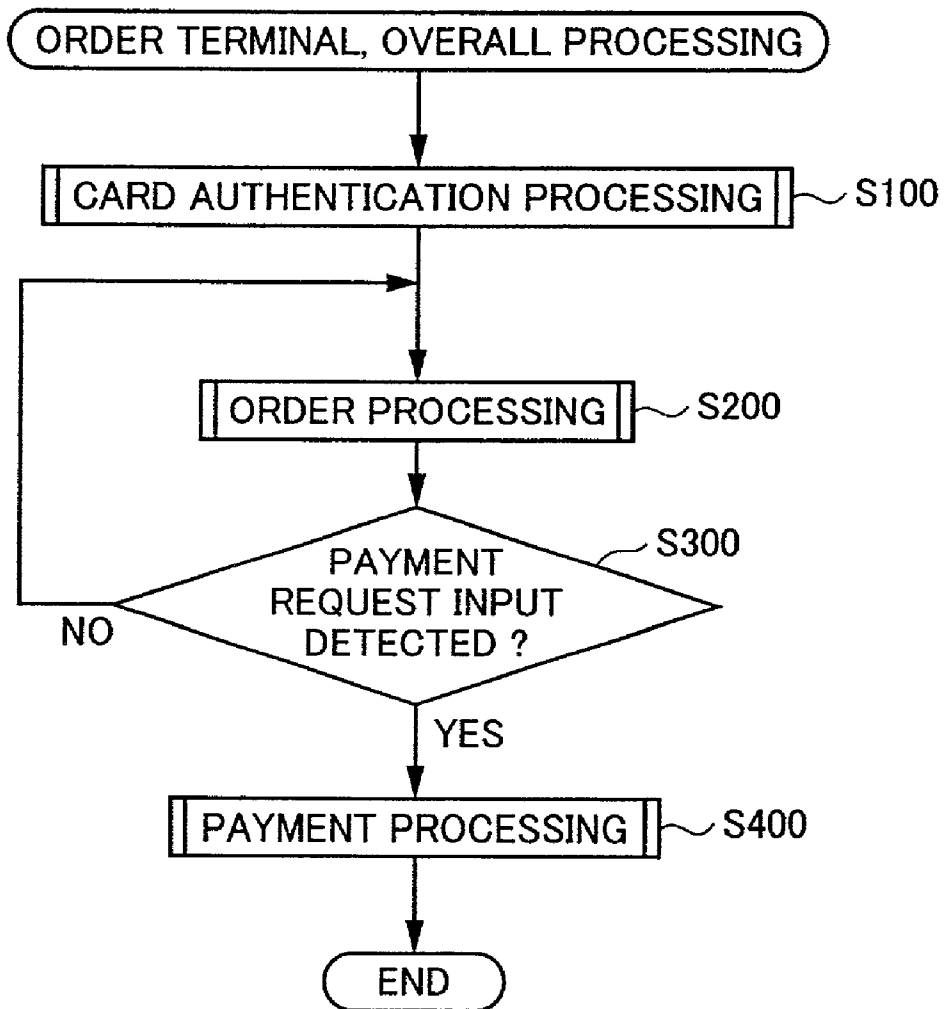 ORDER TERMINAL, OVERALL PROCESSING
CARD AUTHENTICATION PROCESSING
S100
ORDER PROCESSING
S200
S300
PAYMENT
REQUEST INPUT
DETECTED ?
NO
YES
PAYMENT PROCESSING
S400
END